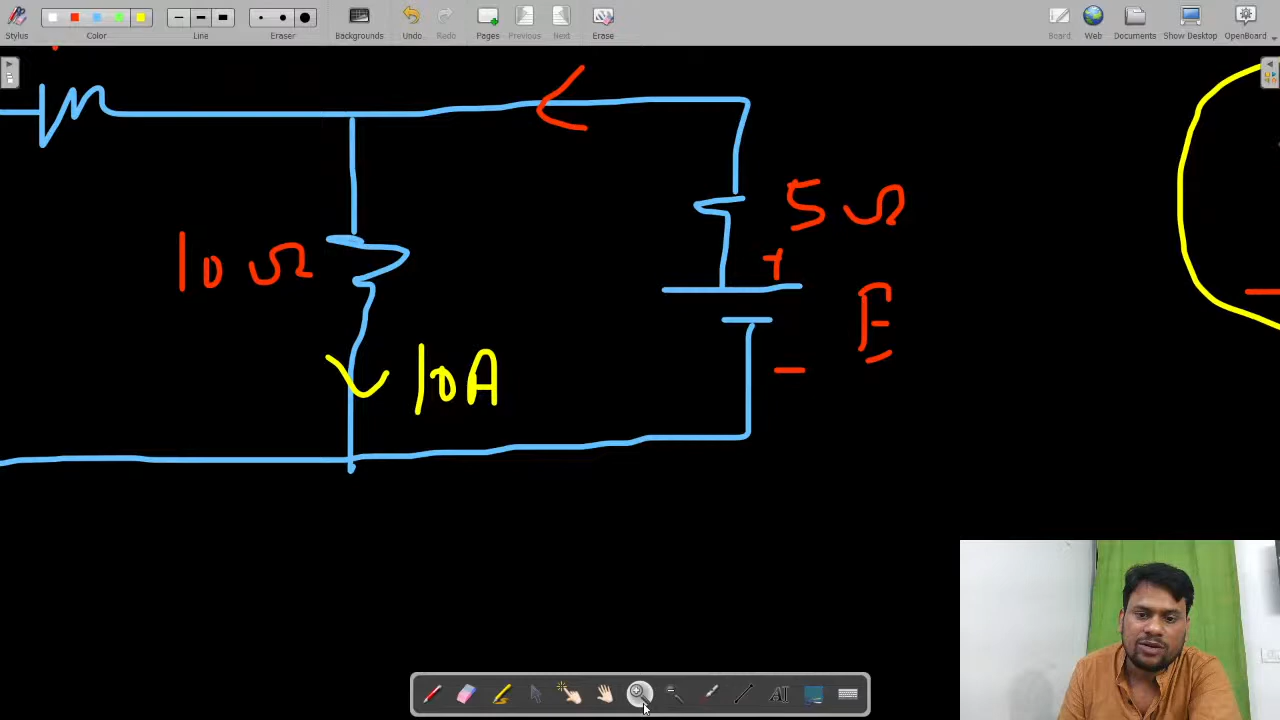 Stylus Color Line Eraser Backgrounds Undo Redo Pages Previous Next Erase Board Web Documents Show Desktop OpenBoard
5 Ω
+
10 Ω
E
10A
-
AI